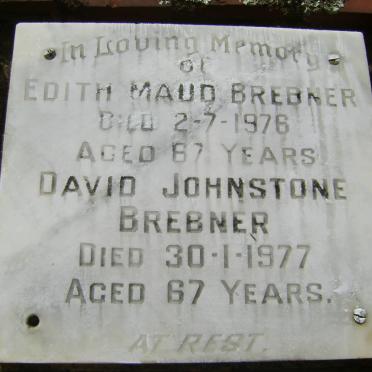 In Loving Memory
OF
EDITH MAUD BREBNER
DIED 2-7-1976
AGED 67 YEARS
DAVID JOHNSTONE
BREBNER
DIED 30-1-1977
AGED 67 YEARS.
AT REST.